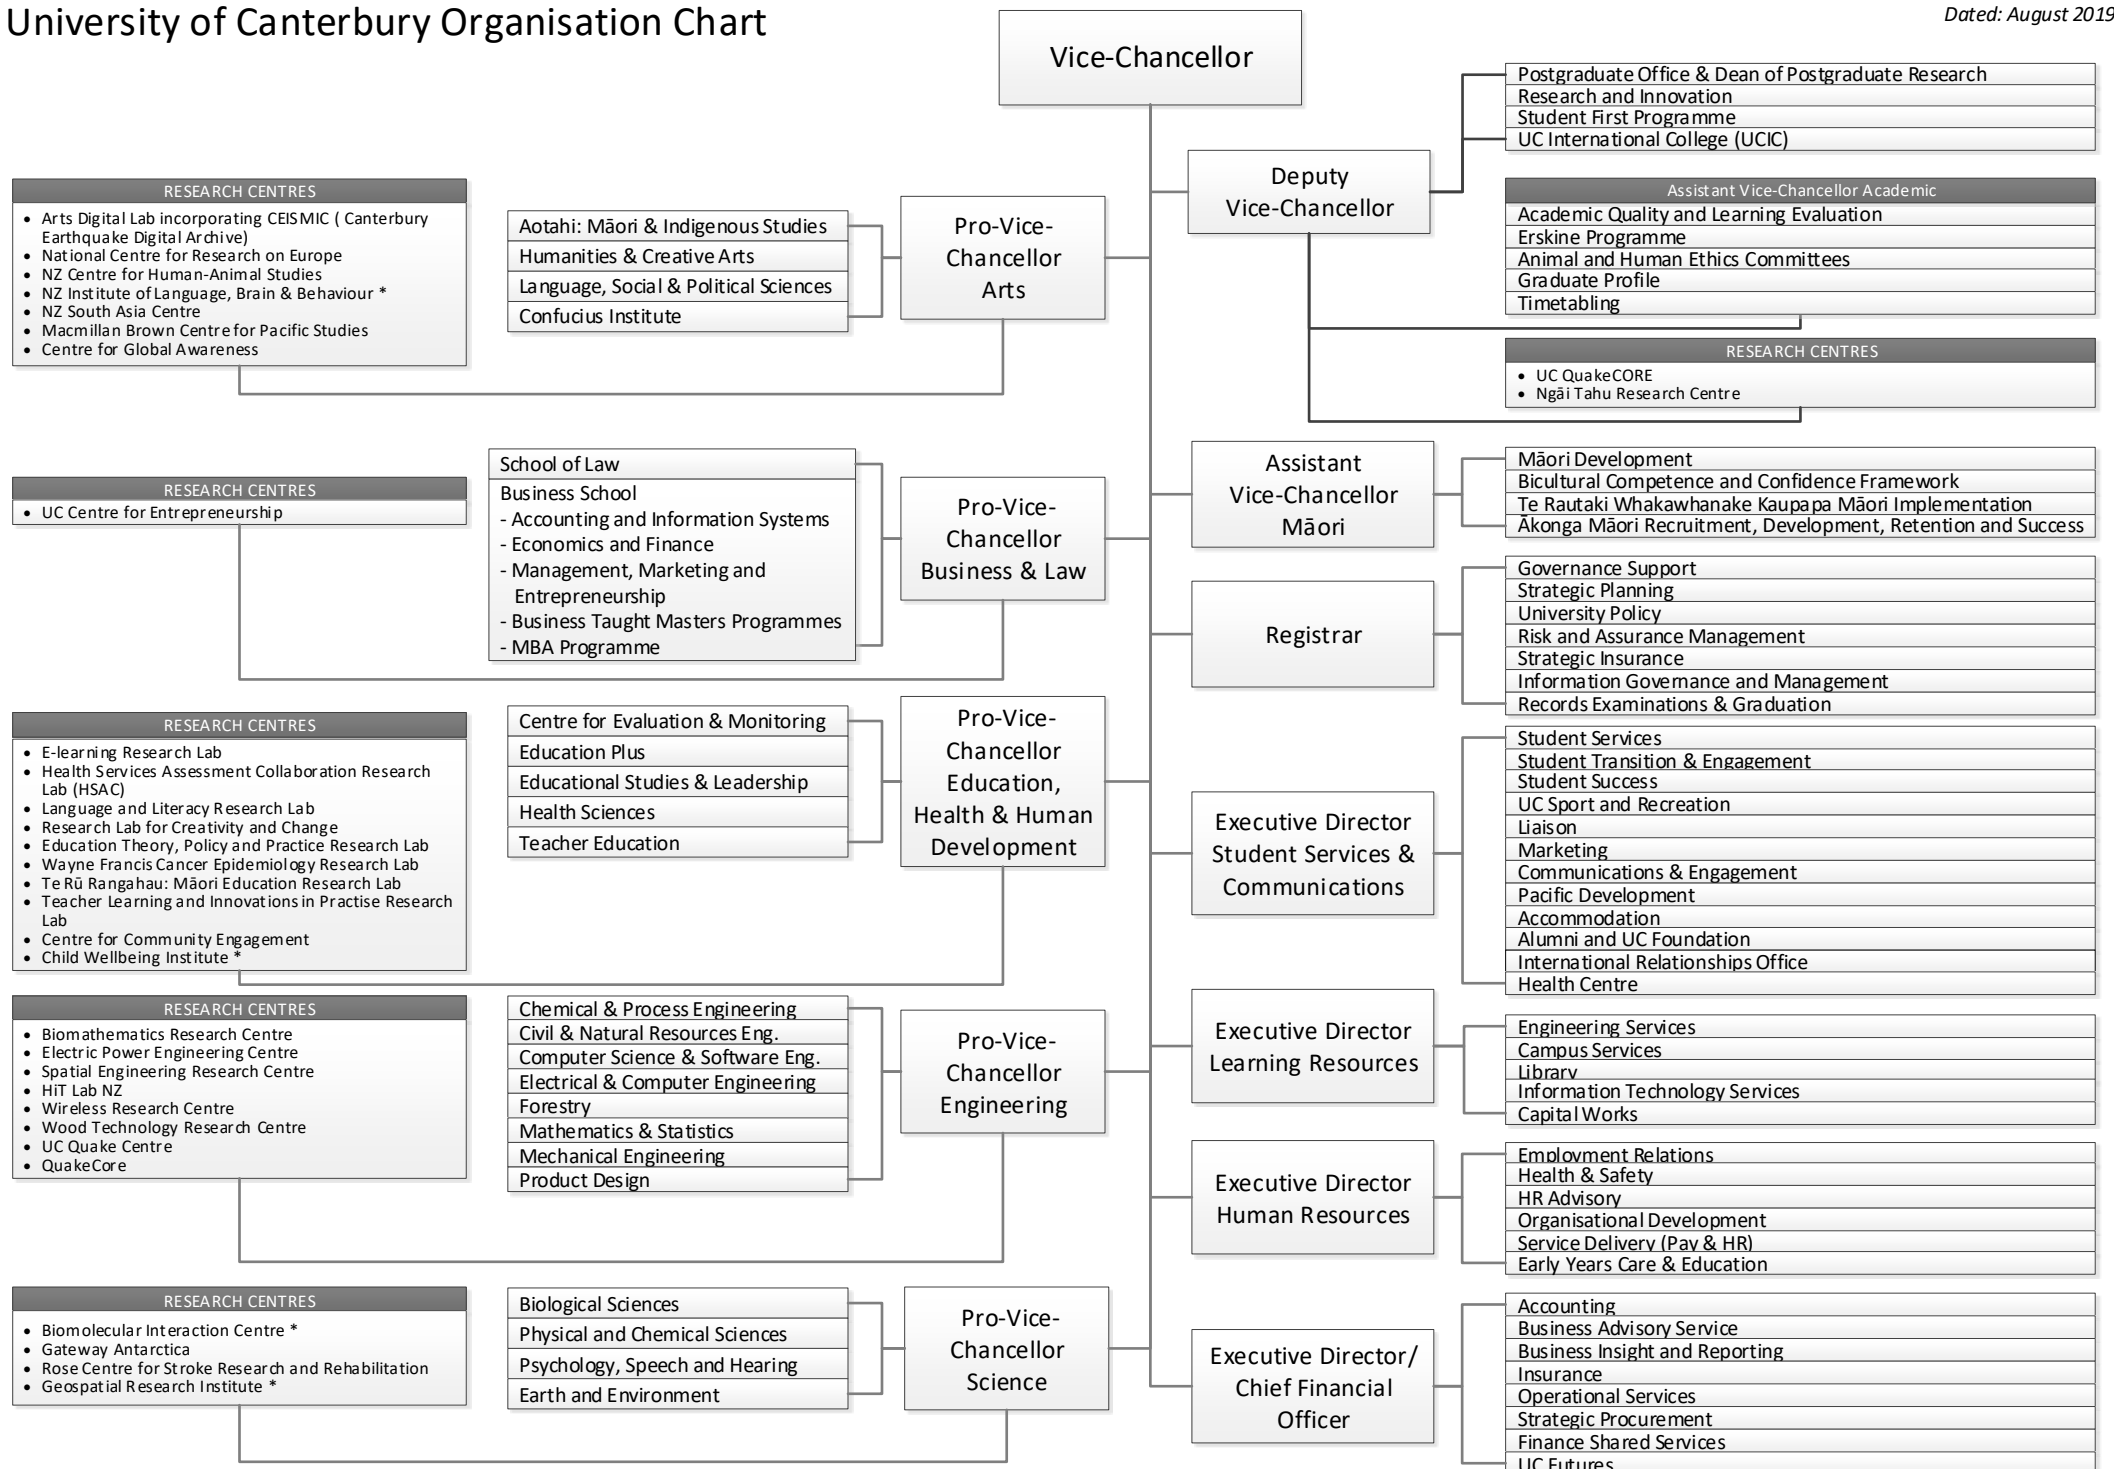 University of Canterbury Organisation Chart
Dated: August 2019
Vice-Chancellor
Deputy
Vice-Chancellor
Postgraduate Office & Dean of Postgraduate Research
Research and Innovation
Student First Programme
UC International College (UCIC)
Assistant Vice-Chancellor Academic
Academic Quality and Learning Evaluation
Erskine Programme
Animal and Human Ethics Committees
Graduate Profile
Timetabling
RESEARCH CENTRES
• UC QuakeCORE
• Ngāi Tahu Research Centre
RESEARCH CENTRES
• Arts Digital Lab incorporating CEISMIC ( Canterbury
Earthquake Digital Archive)
• National Centre for Research on Europe
• NZ Centre for Human-Animal Studies
• NZ Institute of Language, Brain & Behaviour *
• NZ South Asia Centre
• Macmillan Brown Centre for Pacific Studies
• Centre for Global Awareness
Aotahi: Māori & Indigenous Studies
Humanities & Creative Arts
Language, Social & Political Sciences
Confucius Institute
Pro-Vice-
Chancellor
Arts
RESEARCH CENTRES
• UC Centre for Entrepreneurship
School of Law
Business School
- Accounting and Information Systems
- Economics and Finance
- Management, Marketing and
Entrepreneurship
- Business Taught Masters Programmes
- MBA Programme
Pro-Vice-
Chancellor
Business & Law
Assistant
Vice-Chancellor
Māori
Māori Development
Bicultural Competence and Confidence Framework
Te Rautaki Whakawhanake Kaupapa Māori Implementation
Ākonga Māori Recruitment, Development, Retention and Success
Registrar
Governance Support
Strategic Planning
University Policy
Risk and Assurance Management
Strategic Insurance
Information Governance and Management
Records Examinations & Graduation
RESEARCH CENTRES
• E-learning Research Lab
• Health Services Assessment Collaboration Research
Lab (HSAC)
• Language and Literacy Research Lab
• Research Lab for Creativity and Change
• Education Theory, Policy and Practice Research Lab
• Wayne Francis Cancer Epidemiology Research Lab
• Te Rū Rangahau: Māori Education Research Lab
• Teacher Learning and Innovations in Practise Research
Lab
• Centre for Community Engagement
• Child Wellbeing Institute *
Centre for Evaluation & Monitoring
Education Plus
Educational Studies & Leadership
Health Sciences
Teacher Education
Pro-Vice-
Chancellor
Education,
Health & Human
Development
Executive Director
Student Services &
Communications
Student Services
Student Transition & Engagement
Student Success
UC Sport and Recreation
Liaison
Marketing
Communications & Engagement
Pacific Development
Accommodation
Alumni and UC Foundation
International Relationships Office
Health Centre
RESEARCH CENTRES
• Biomathematics Research Centre
• Electric Power Engineering Centre
• Spatial Engineering Research Centre
• HiT Lab NZ
• Wireless Research Centre
• Wood Technology Research Centre
• UC Quake Centre
• QuakeCore
Chemical & Process Engineering
Civil & Natural Resources Eng.
Computer Science & Software Eng.
Electrical & Computer Engineering
Forestry
Mathematics & Statistics
Mechanical Engineering
Product Design
Pro-Vice-
Chancellor
Engineering
Executive Director
Learning Resources
Engineering Services
Campus Services
Library
Information Technology Services
Capital Works
Executive Director
Human Resources
Employment Relations
Health & Safety
HR Advisory
Organisational Development
Service Delivery (Pay & HR)
Early Years Care & Education
RESEARCH CENTRES
• Biomolecular Interaction Centre *
• Gateway Antarctica
• Rose Centre for Stroke Research and Rehabilitation
• Geospatial Research Institute *
Biological Sciences
Physical and Chemical Sciences
Psychology, Speech and Hearing
Earth and Environment
Pro-Vice-
Chancellor
Science
Executive Director/
Chief Financial
Officer
Accounting
Business Advisory Service
Business Insight and Reporting
Insurance
Operational Services
Strategic Procurement
Finance Shared Services
UC Futures